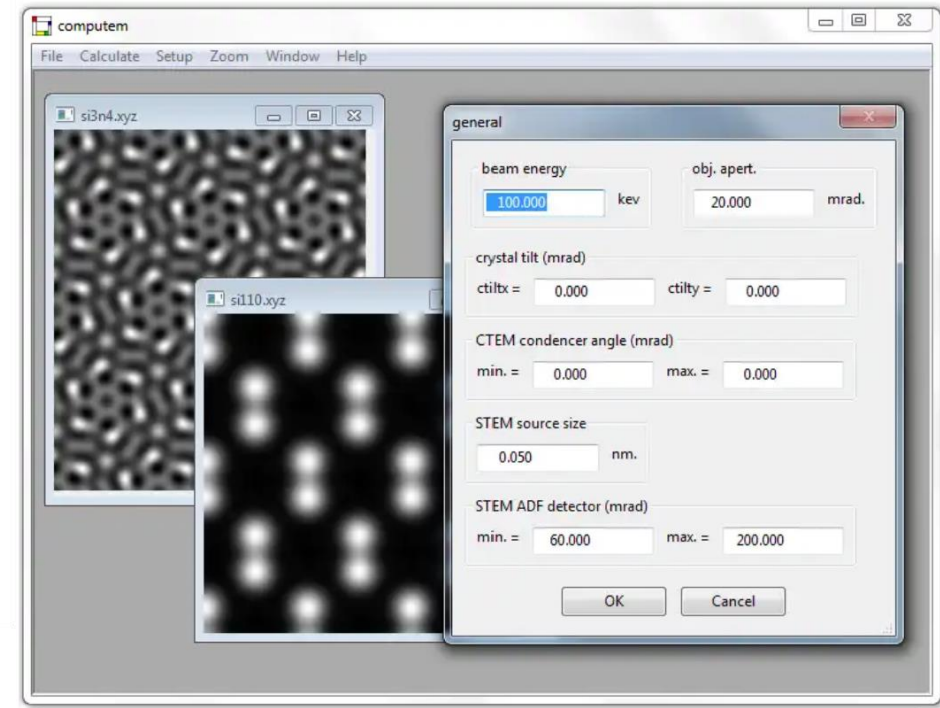 computem
File Calculate Setup Zoom Window Help
si3n4.xyz
si110.xyz
general
beam energy
100.000 kev
obj. apert.
20.000 mrad.
crystal tilt (mrad)
ctiltx = 0.000 ctilty = 0.000
CTEM condencer angle (mrad)
min. = 0.000 max. = 0.000
STEM source size
0.050 nm.
STEM ADF detector (mrad)
min. = 60.000 max. = 200.000
OK Cancel